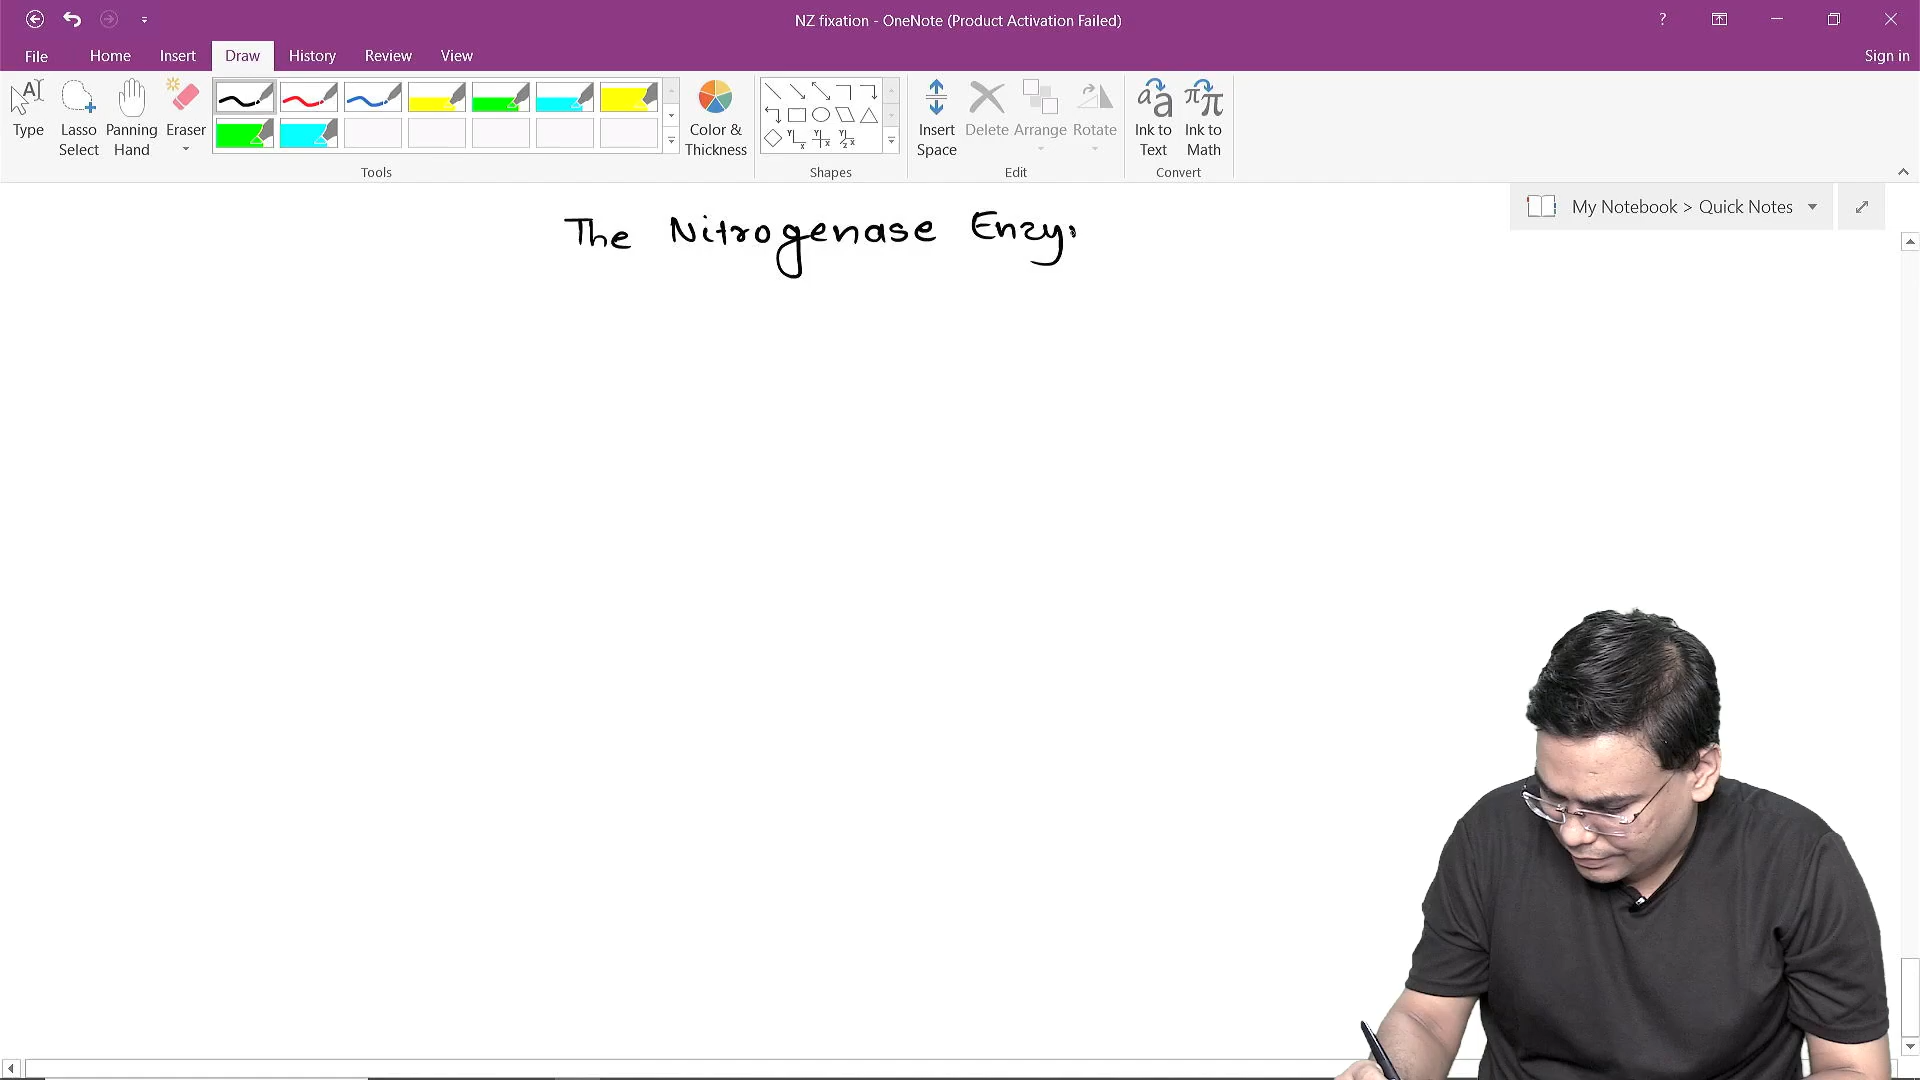 NZ fixation - OneNote (Product Activation Failed)
?
File Home Insert Draw History Review View
Sign in
Type
Lasso Select
Panning Hand
Eraser
Color & Thickness
Insert Space
Delete
Arrange
Rotate
Ink to Text
Ink to Math
Tools
Shapes
Edit
Convert
My Notebook > Quick Notes
The Nitrogenase Enzy